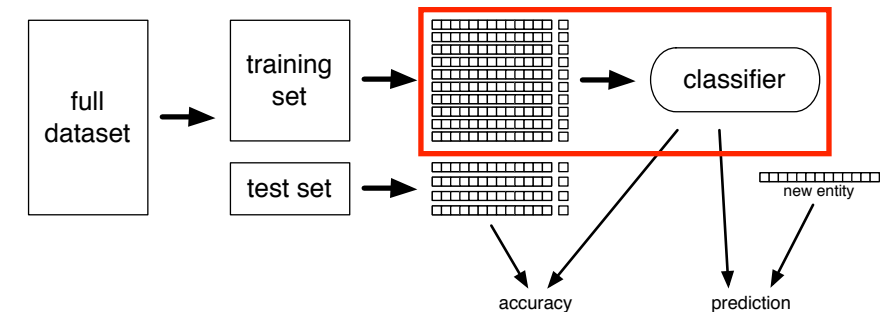 full
dataset
training
set
test set
classifier
new entity
accuracy
prediction